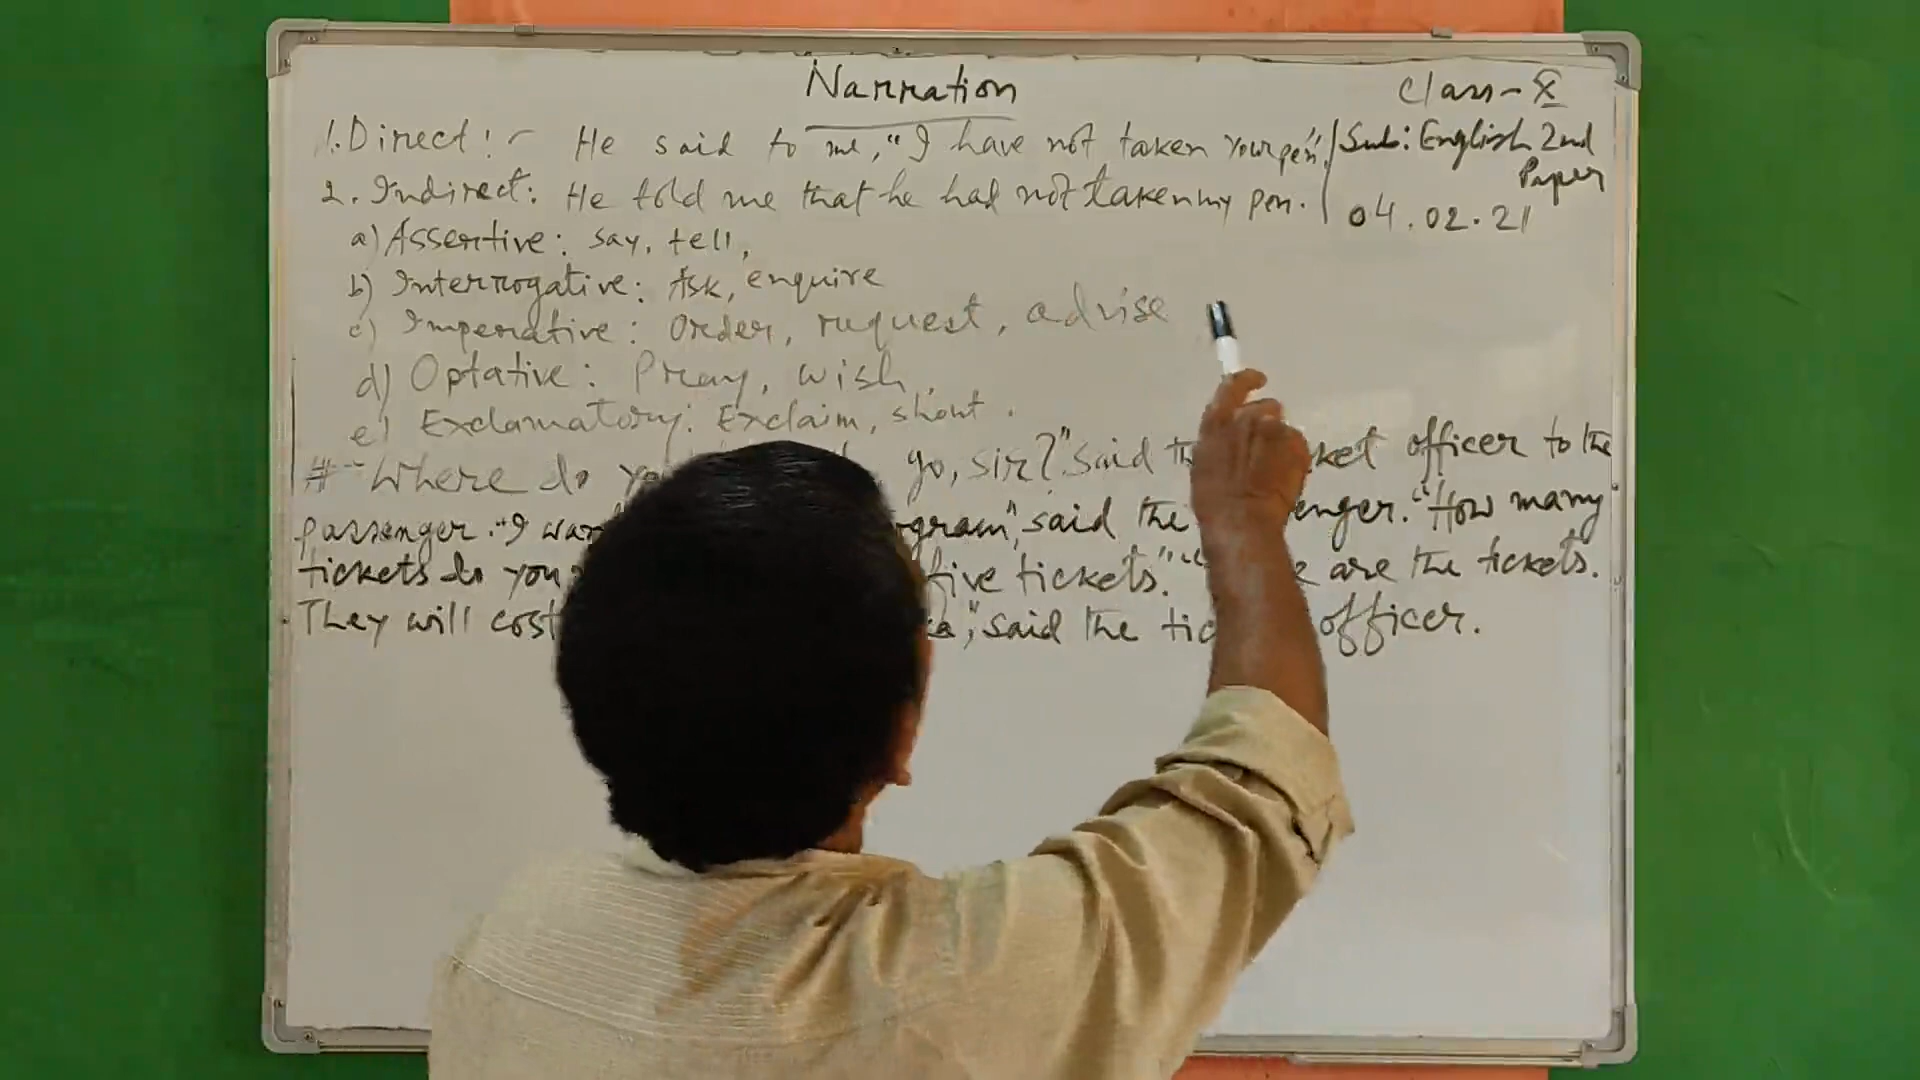 Narration
Class-X
1. Direct:- He said to me, "I have not taken your pen".
Sub: English 2nd
Paper
2. Indirect: He told me that he had not taken my pen.
04.02.21
a) Assertive: say, tell,
b) Interrogative: Ask, enquire
c) Imperative: Order, request, advise
d) Optative: Pray, wish,
e) Exclamatory: Exclaim, shout.
# "Where do go, sir?" said officer to the
passenger. "I said the "How many
tickets do you five tickets." " are the tickets.
They will cost said the officer.